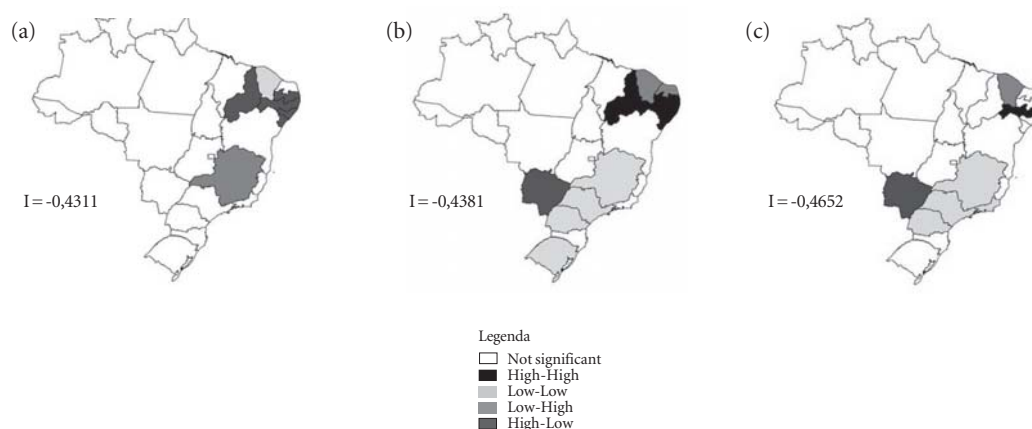 (a)
(b)
(c)
I = -0,4311
I = -0,4381
I = -0,4652
Legenda
Not significant
High-High
Low-Low
Low-High
High-Low